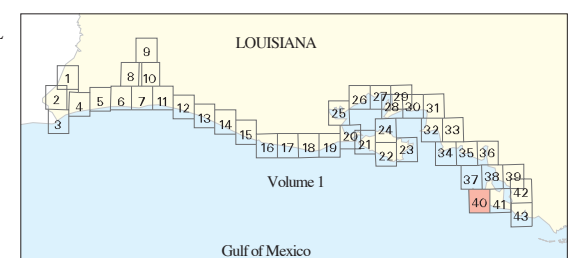 L
LOUISIANA
9
1 8 10
2 4 5 6 7 11
3 12 13 14 15
16 17 18 19
20 21 22 23 24
25 26 27 28 29 30 31
32 33
34 35 36
37 38 39
40 41 42
43
Volume 1
Gulf of Mexico